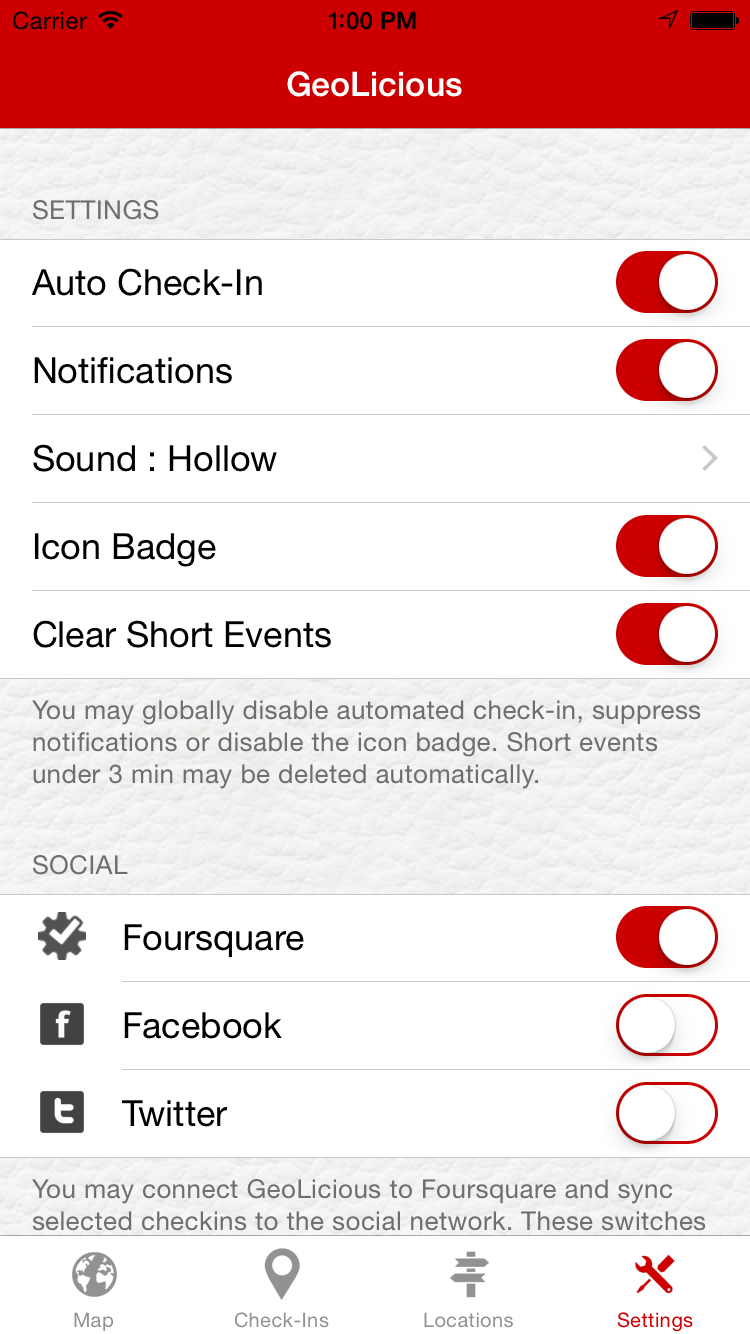 Carrier 1:00 PM
GeoLicious
SETTINGS
Auto Check-In
Notifications
Sound : Hollow
Icon Badge
Clear Short Events
You may globally disable automated check-in, suppress
notifications or disable the icon badge. Short events
under 3 min may be deleted automatically.
SOCIAL
Foursquare
Facebook
Twitter
You may connect GeoLicious to Foursquare and sync
selected checkins to the social network. These switches
Map Check-Ins Locations Settings